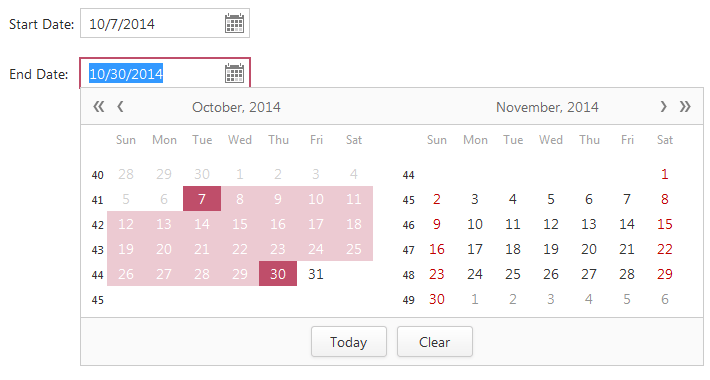 Start Date: 10/7/2014
End Date: 10/30/2014
« ‹ October, 2014 November, 2014 › »
Sun Mon Tue Wed Thu Fri Sat Sun Mon Tue Wed Thu Fri Sat
40 28 29 30 1 2 3 4 44 1
41 5 6 7 8 9 10 11 45 2 3 4 5 6 7 8
42 12 13 14 15 16 17 18 46 9 10 11 12 13 14 15
43 19 20 21 22 23 24 25 47 16 17 18 19 20 21 22
44 26 27 28 29 30 31 48 23 24 25 26 27 28 29
45 49 30 1 2 3 4 5 6
Today Clear